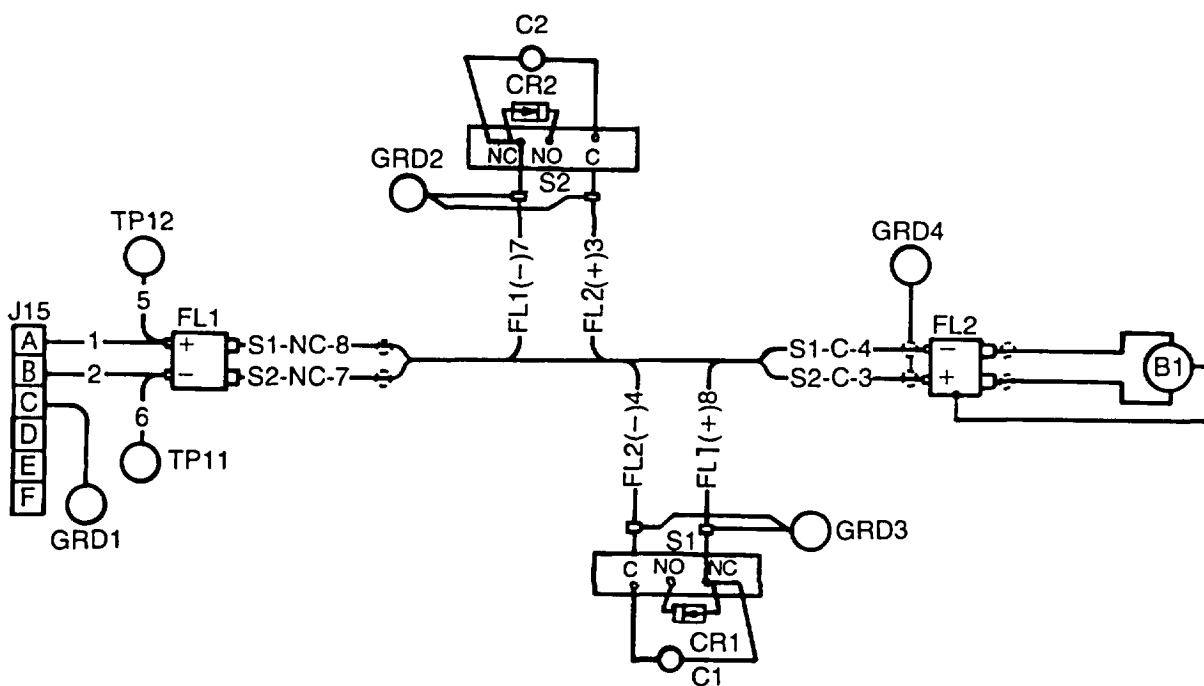 C2
CR2
NC NO C
S2
GRD2
TP12
FL1(-)7
FL2(+)3
GRD4
5
J15
FL1
FL2
A
1
+
S1-NC-8
S1-C-4
-
B
2
-
S2-NC-7
S2-C-3
+
B1
C
6
D
E
TP11
F
FL2(-)4
FL1(+)8
GRD1
S1
GRD3
C NO NC
CR1
C1